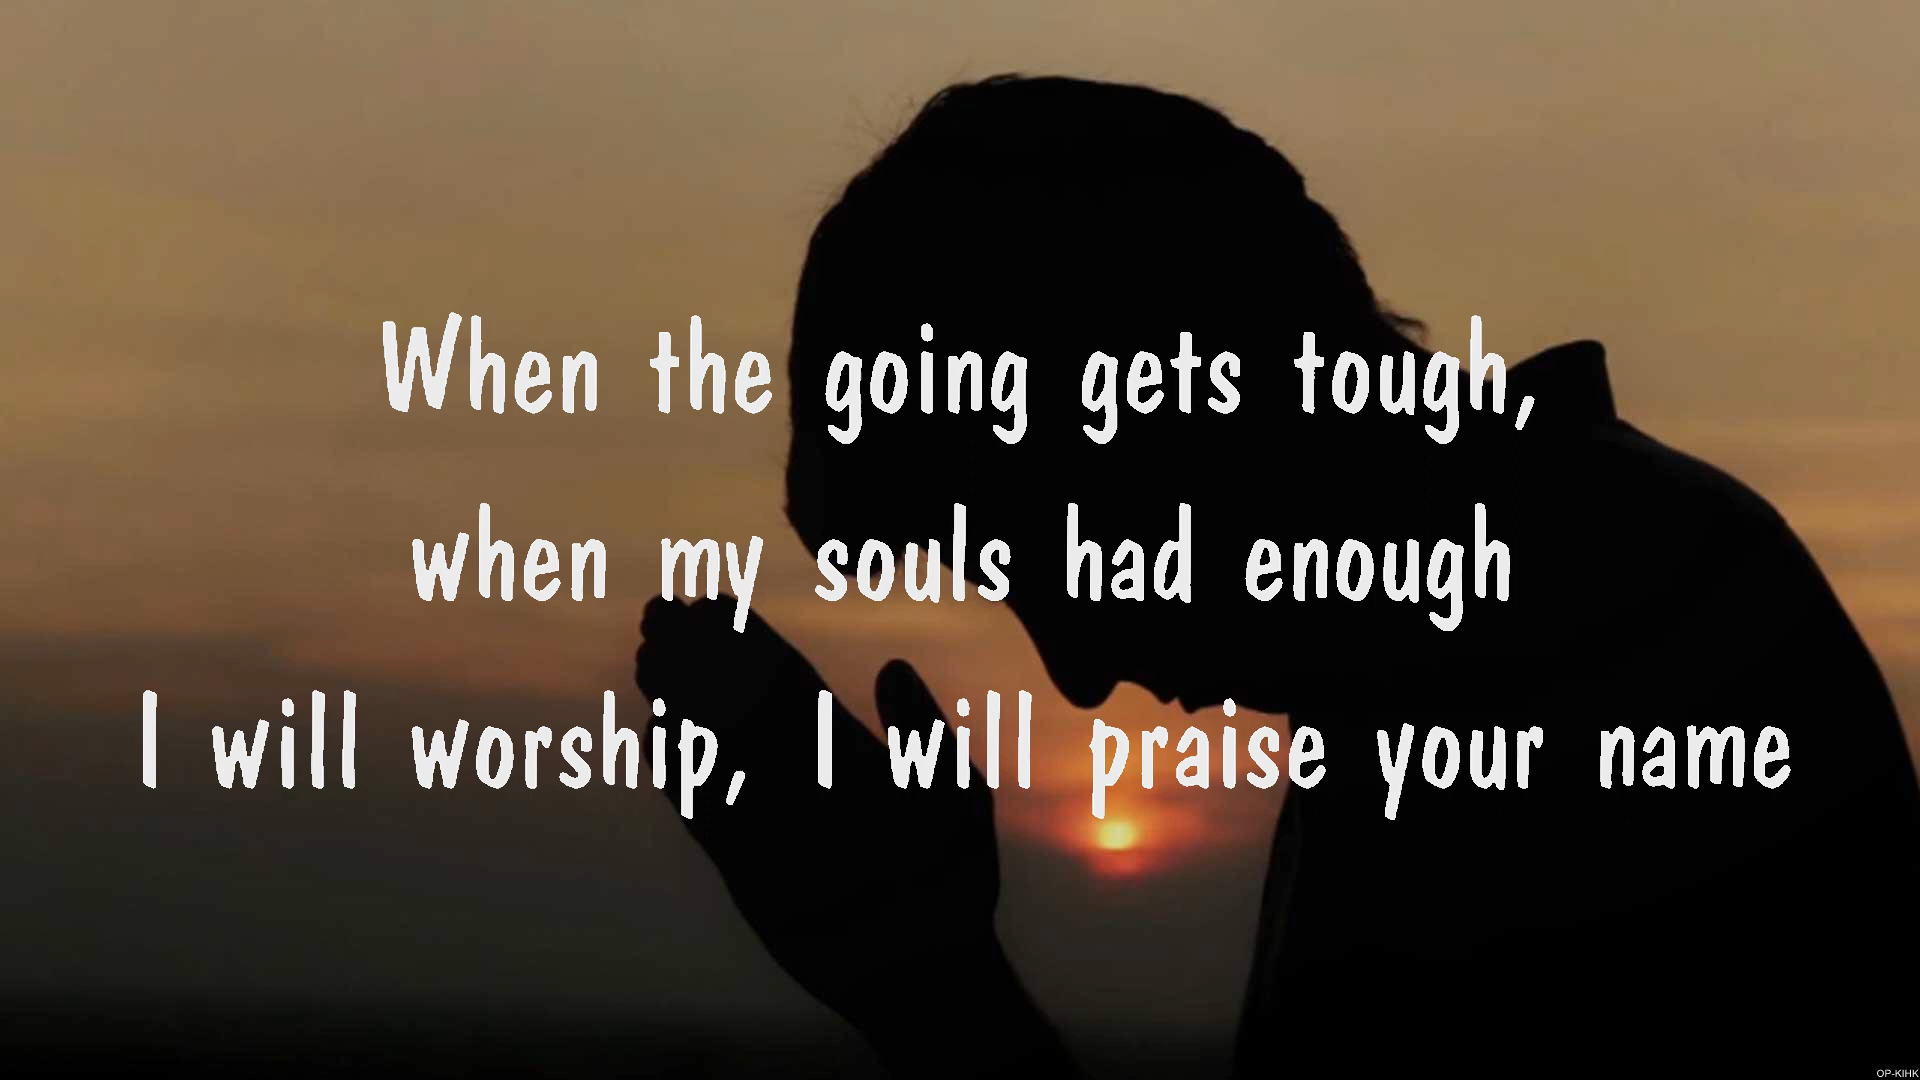 When the going gets tough,
when my souls had enough
I will worship, I will praise your name
OP-KIHK